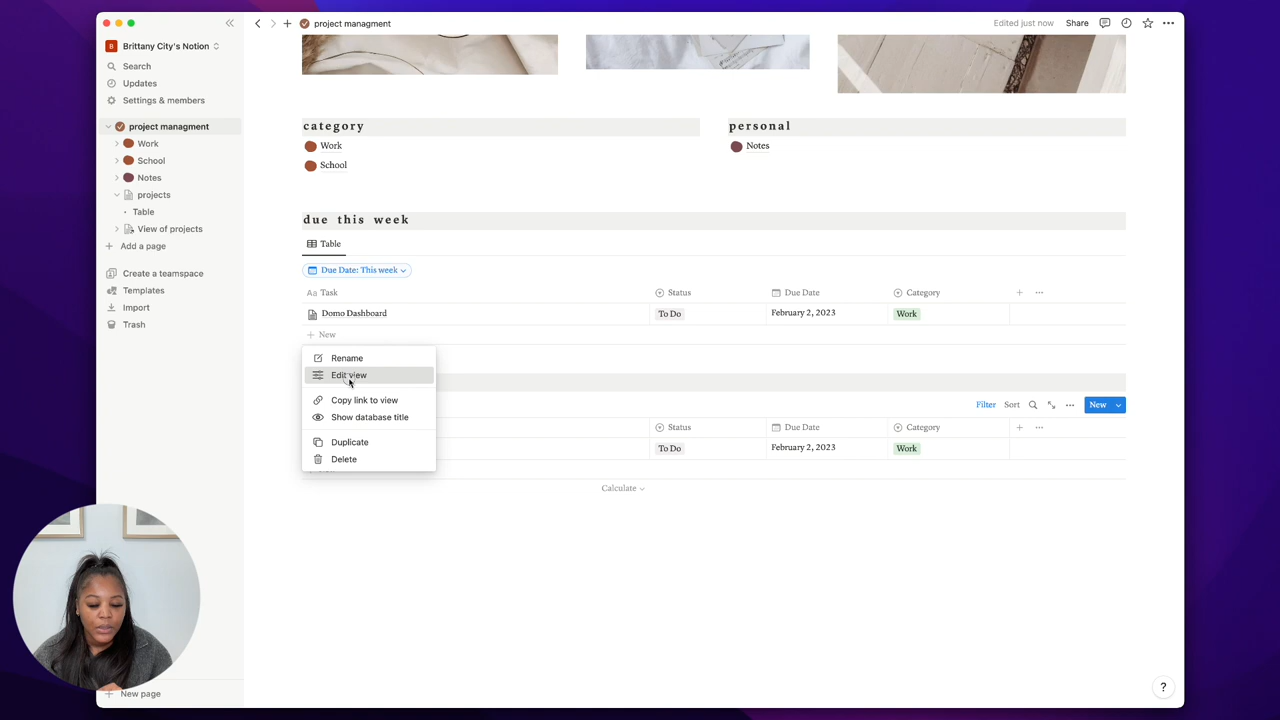 project managment
Edited just now
Share
Brittany City's Notion
Search
Updates
Settings & members
project managment
Work
School
Notes
projects
Table
View of projects
Add a page
Create a teamspace
Templates
Import
Trash
New page
category
Work
School
personal
Notes
due this week
Table
Due Date: This week
Aa Task Status Due Date Category
Domo Dashboard To Do February 2, 2023 Work
New
Rename
Edit view
Copy link to view
Show database title
Duplicate
Delete
Filter Sort New
Status Due Date Category
To Do February 2, 2023 Work
Calculate
?